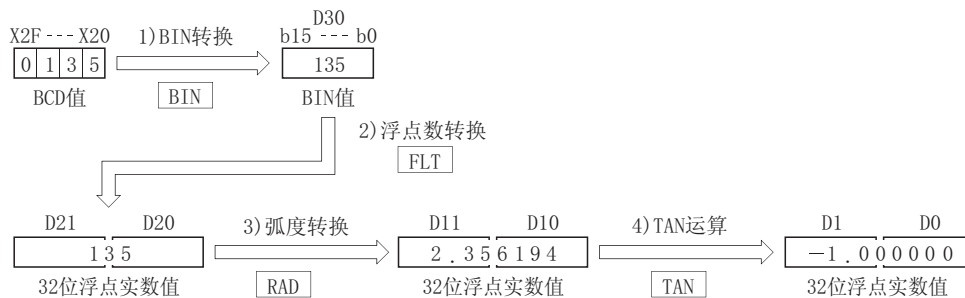 D30
X2F --- X20
1)BIN转换
b15 --- b0
0 1 3 5
135
BIN
BCD值
BIN值
2)浮点数转换
FLT
D21 D20
3)弧度转换
D11 D10
4)TAN运算
D1 D0
135
2.356194
-1.000000
32位浮点实数值
RAD
32位浮点实数值
TAN
32位浮点实数值